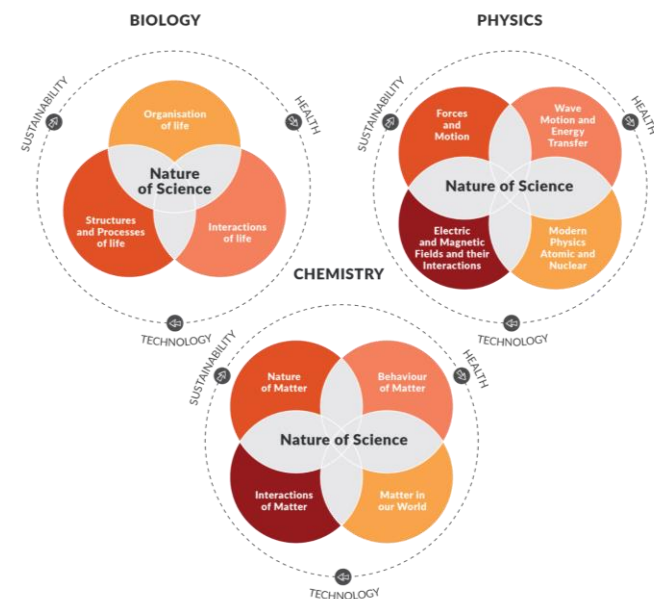 BIOLOGY
SUSTAINABILITY
HEALTH
Organisation
of life
Nature
of Science
Structures
and Processes
of life
Interactions
of life
TECHNOLOGY
PHYSICS
SUSTAINABILITY
HEALTH
Forces
and
Motion
Wave
Motion and
Energy
Transfer
Nature of Science
Electric
and Magnetic
Fields and their
Interactions
Modern
Physics
Atomic and
Nuclear
TECHNOLOGY
CHEMISTRY
SUSTAINABILITY
HEALTH
Nature
of Matter
Behaviour
of Matter
Nature of Science
Interactions
of Matter
Matter in
our World
TECHNOLOGY